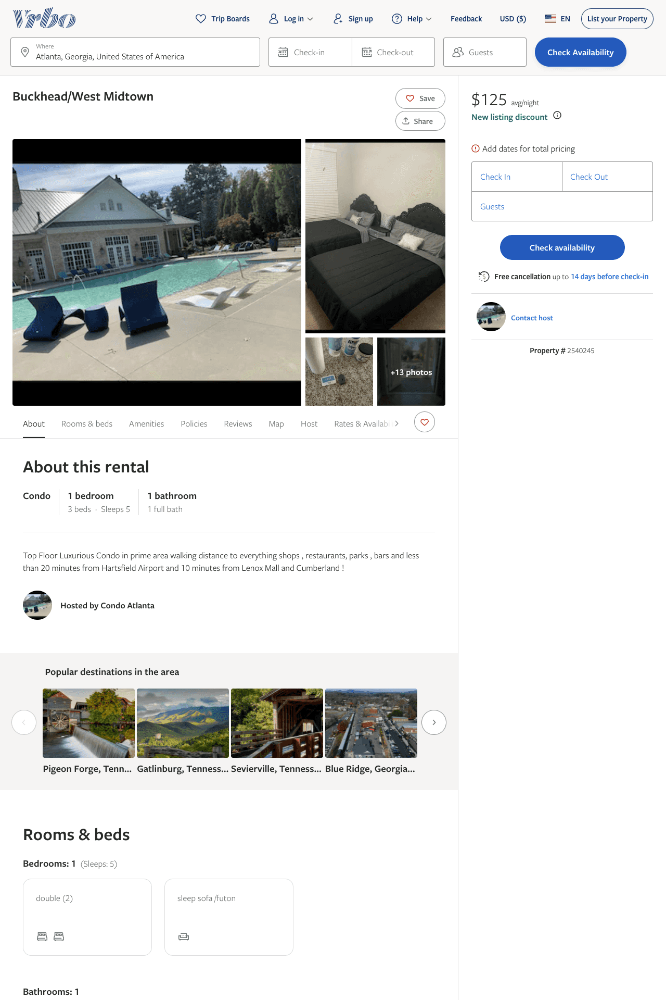 Vrbo
Trip Boards
Log in
Sign up
Help
Feedback
USD ($)
EN
List your Property
Where
Atlanta, Georgia, United States of America
Check-in
Check-out
Guests
Check Availability
Buckhead/West Midtown
Save
Share
+13 photos
$125 avg/night
New listing discount
Add dates for total pricing
Check In
Check Out
Guests
Check availability
Free cancellation up to 14 days before check-in
Contact host
Property # 2540245
About
Rooms & beds
Amenities
Policies
Reviews
Map
Host
Rates & Availabili
About this rental
Condo
1 bedroom
3 beds · Sleeps 5
1 bathroom
1 full bath
Top Floor Luxurious Condo in prime area walking distance to everything shops , restaurants, parks , bars and less
than 20 minutes from Hartsfield Airport and 10 minutes from Lenox Mall and Cumberland !
Hosted by Condo Atlanta
Popular destinations in the area
Pigeon Forge, Tenn...
Gatlinburg, Tenness...
Sevierville, Tenness...
Blue Ridge, Georgia...
Rooms & beds
Bedrooms: 1 (Sleeps: 5)
double (2)
sleep sofa /futon
Bathrooms: 1